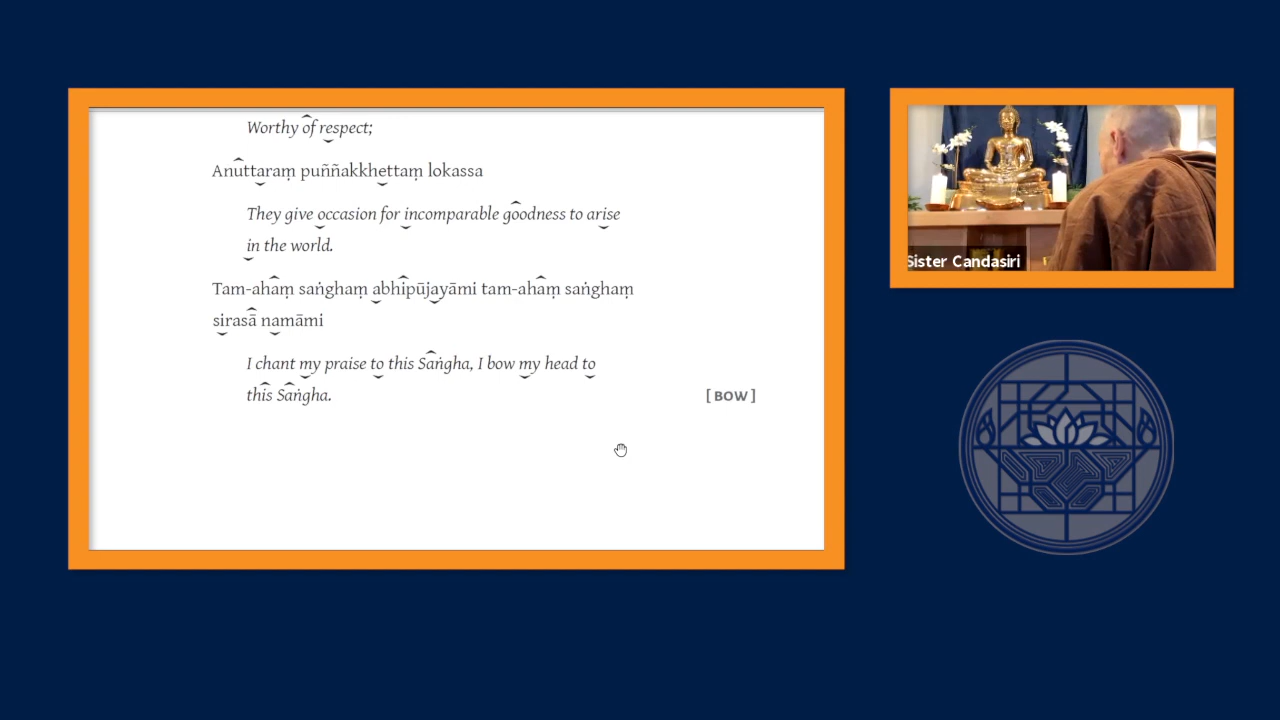 Worthy of respect;
Anuttaraṃ puññakkhettaṃ lokassa
They give occasion for incomparable goodness to arise
in the world.
Tam-ahaṃ saṅghaṃ abhipūjayāmi tam-ahaṃ saṅghaṃ
sirasā namāmi
I chant my praise to this Saṅgha, I bow my head to
this Saṅgha.
[ BOW ]
Sister Candasiri